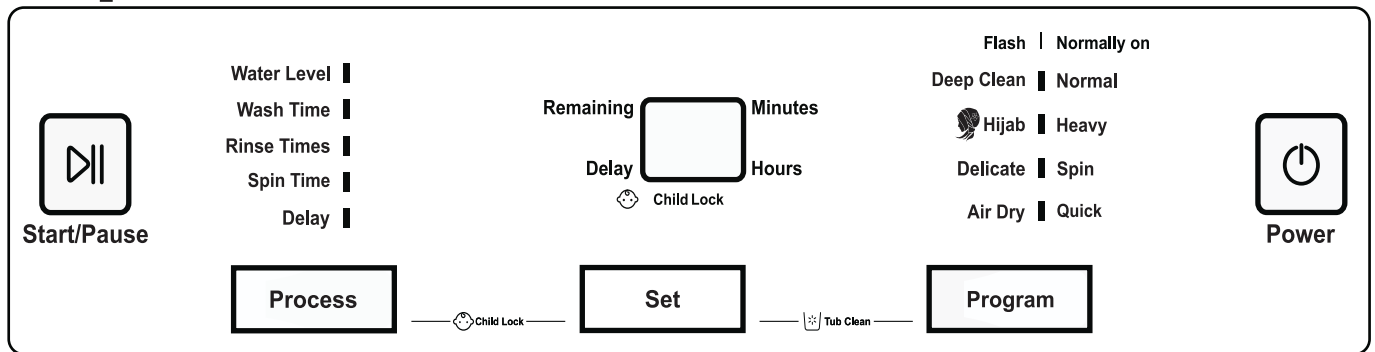 Flash | Normally on
Water Level
Deep Clean Normal
Wash Time
Remaining Minutes
Hijab Heavy
Rinse Times
Spin Time
Delay Hours
Delicate Spin
Child Lock
Delay
Air Dry Quick
Start/Pause
Power
Process
Set
Program
Child Lock
Tub Clean